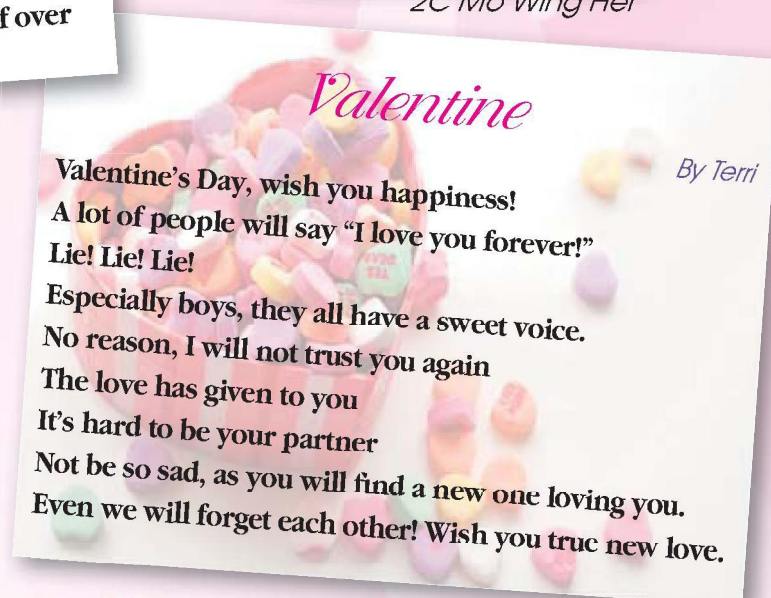 f over
2C Mo Wing Hei
Valentine
By Terri
Valentine's Day, wish you happiness!
A lot of people will say “I love you forever!”
Lie! Lie! Lie!
Especially boys, they all have a sweet voice.
No reason, I will not trust you again
The love has given to you
It's hard to be your partner
Not be so sad, as you will find a new one loving you.
Even we will forget each other! Wish you true new love.